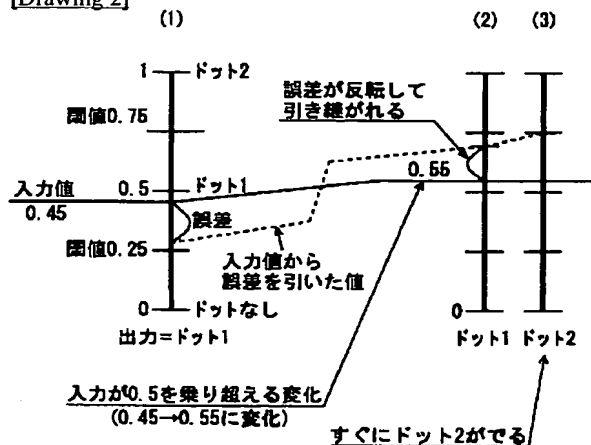 [Drawing 2]
(1)
(2)
(3)
1
ドット2
誤差が反転して
引き継がれる
閾値0.75
入力値
0.45
0.5
ドット1
0.55
誤差
閾値0.25
入力値から
誤差を引いた値
0
ドットなし
0
出力=ドット1
ドット1
ドット2
入力が0.5を乗り超える変化
(0.45→0.55に変化)
すぐにドット2がでる